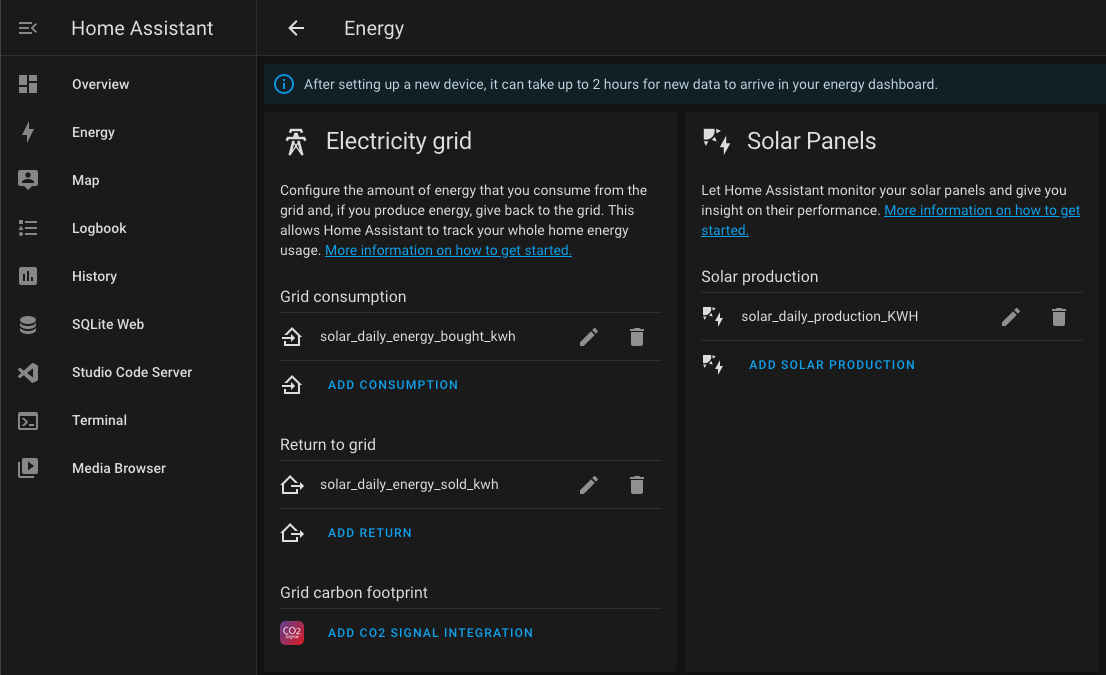 Home Assistant
Overview
Energy
Map
Logbook
History
SQLite Web
Studio Code Server
Terminal
Media Browser
Energy
After setting up a new device, it can take up to 2 hours for new data to arrive in your energy dashboard.
Electricity grid
Configure the amount of energy that you consume from the
grid and, if you produce energy, give back to the grid. This
allows Home Assistant to track your whole home energy
usage. More information on how to get started.
Grid consumption
solar_daily_energy_bought_kwh
ADD CONSUMPTION
Return to grid
solar_daily_energy_sold_kwh
ADD RETURN
Grid carbon footprint
CO2
Signal
ADD CO2 SIGNAL INTEGRATION
Solar Panels
Let Home Assistant monitor your solar panels and give you
insight on their performance. More information on how to get
started.
Solar production
solar_daily_production_KWH
ADD SOLAR PRODUCTION